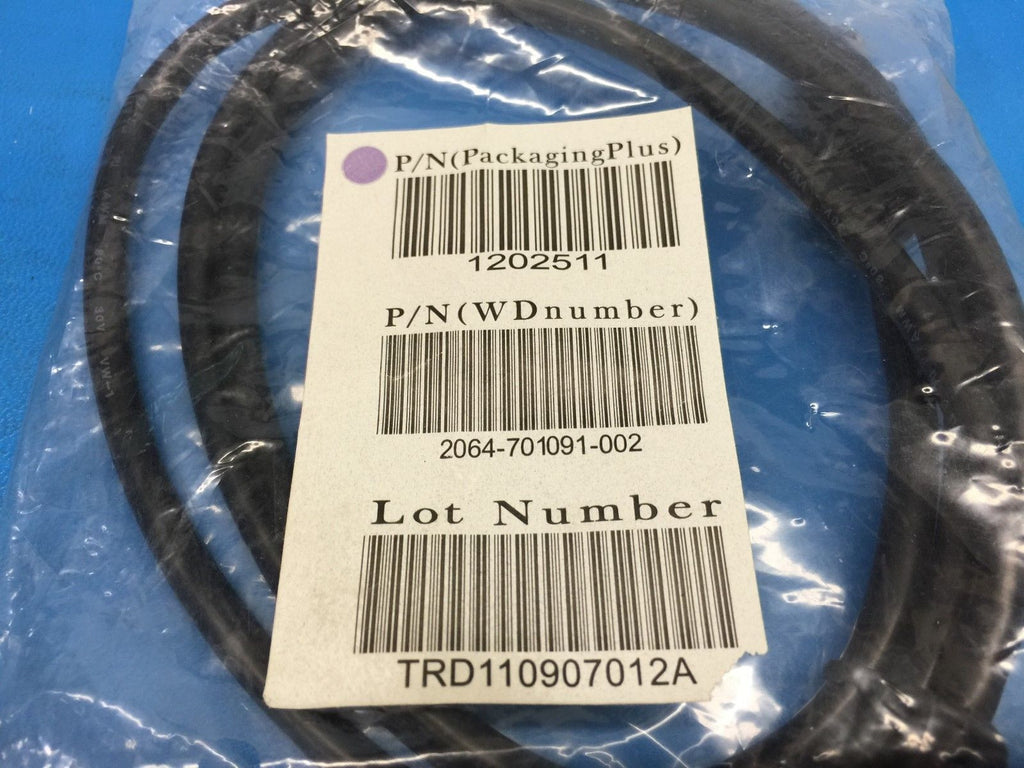 P/N(PackagingPlus)
1202511
P/N(WDnumber)
2064-701091-002
Lot Number
TRD110907012A